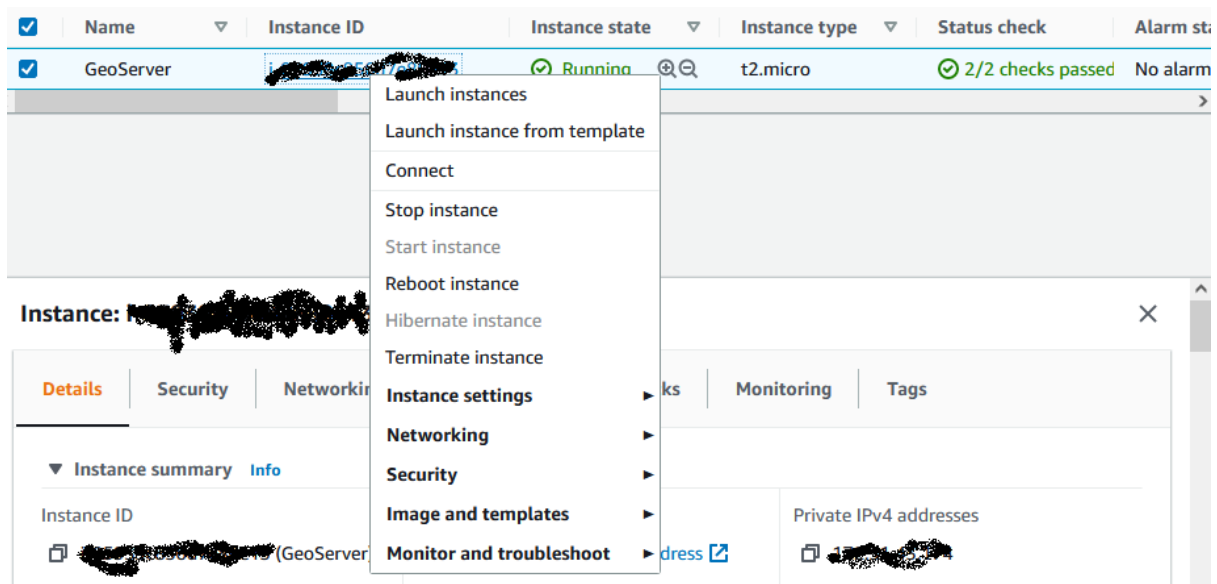 Name Instance ID Instance state Instance type Status check Alarm sta
GeoServer Running t2.micro 2/2 checks passed No alarm
Launch instances
Launch instance from template
Connect
Stop instance
Start instance
Reboot instance
Hibernate instance
Terminate instance
Instance settings
Networking
Security
Image and templates
Monitor and troubleshoot
Instance:
Details Security Networkin ks Monitoring Tags
Instance summary Info
Instance ID Private IPv4 addresses
(GeoServer) dress